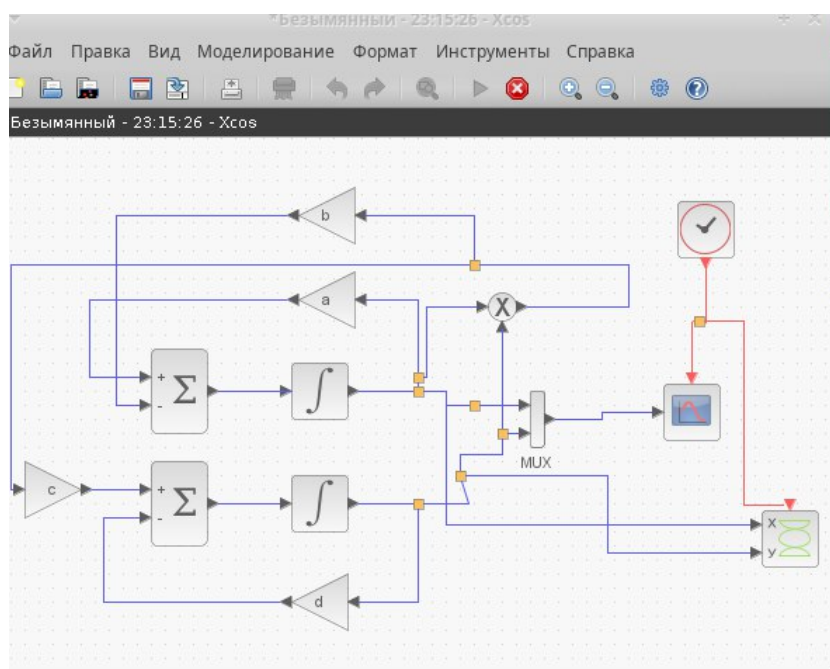 *Безымянный - 23:15:26 - Xcos
Файл Правка Вид Моделирование Формат Инструменты Справка
Безымянный - 23:15:26 - Xcos
b
a
X
+
-
Σ
∫
MUX
c
+
-
Σ
∫
X
У
d